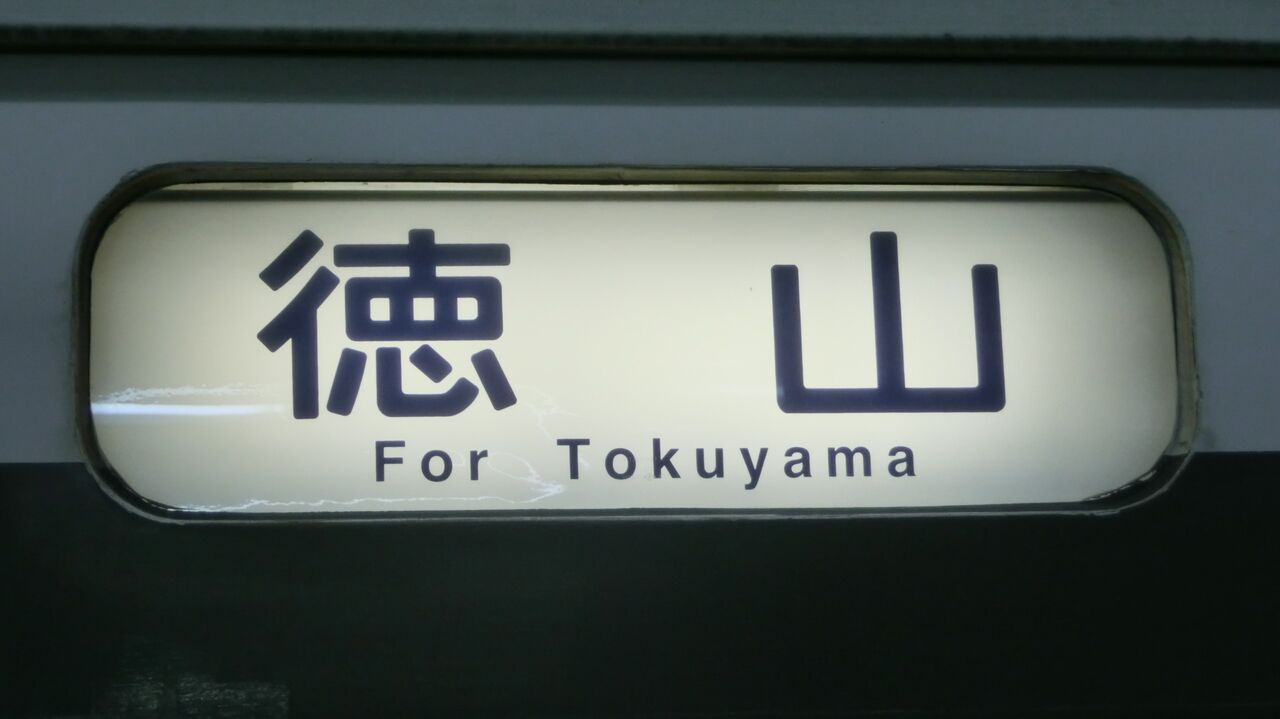 徳山
For Tokuyama